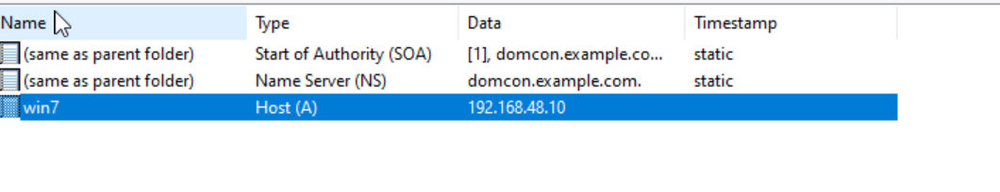 Name Type Data Timestamp
(same as parent folder) Start of Authority (SOA) [1], domcon.example.co... static
(same as parent folder) Name Server (NS) domcon.example.com. static
win7 Host (A) 192.168.48.10